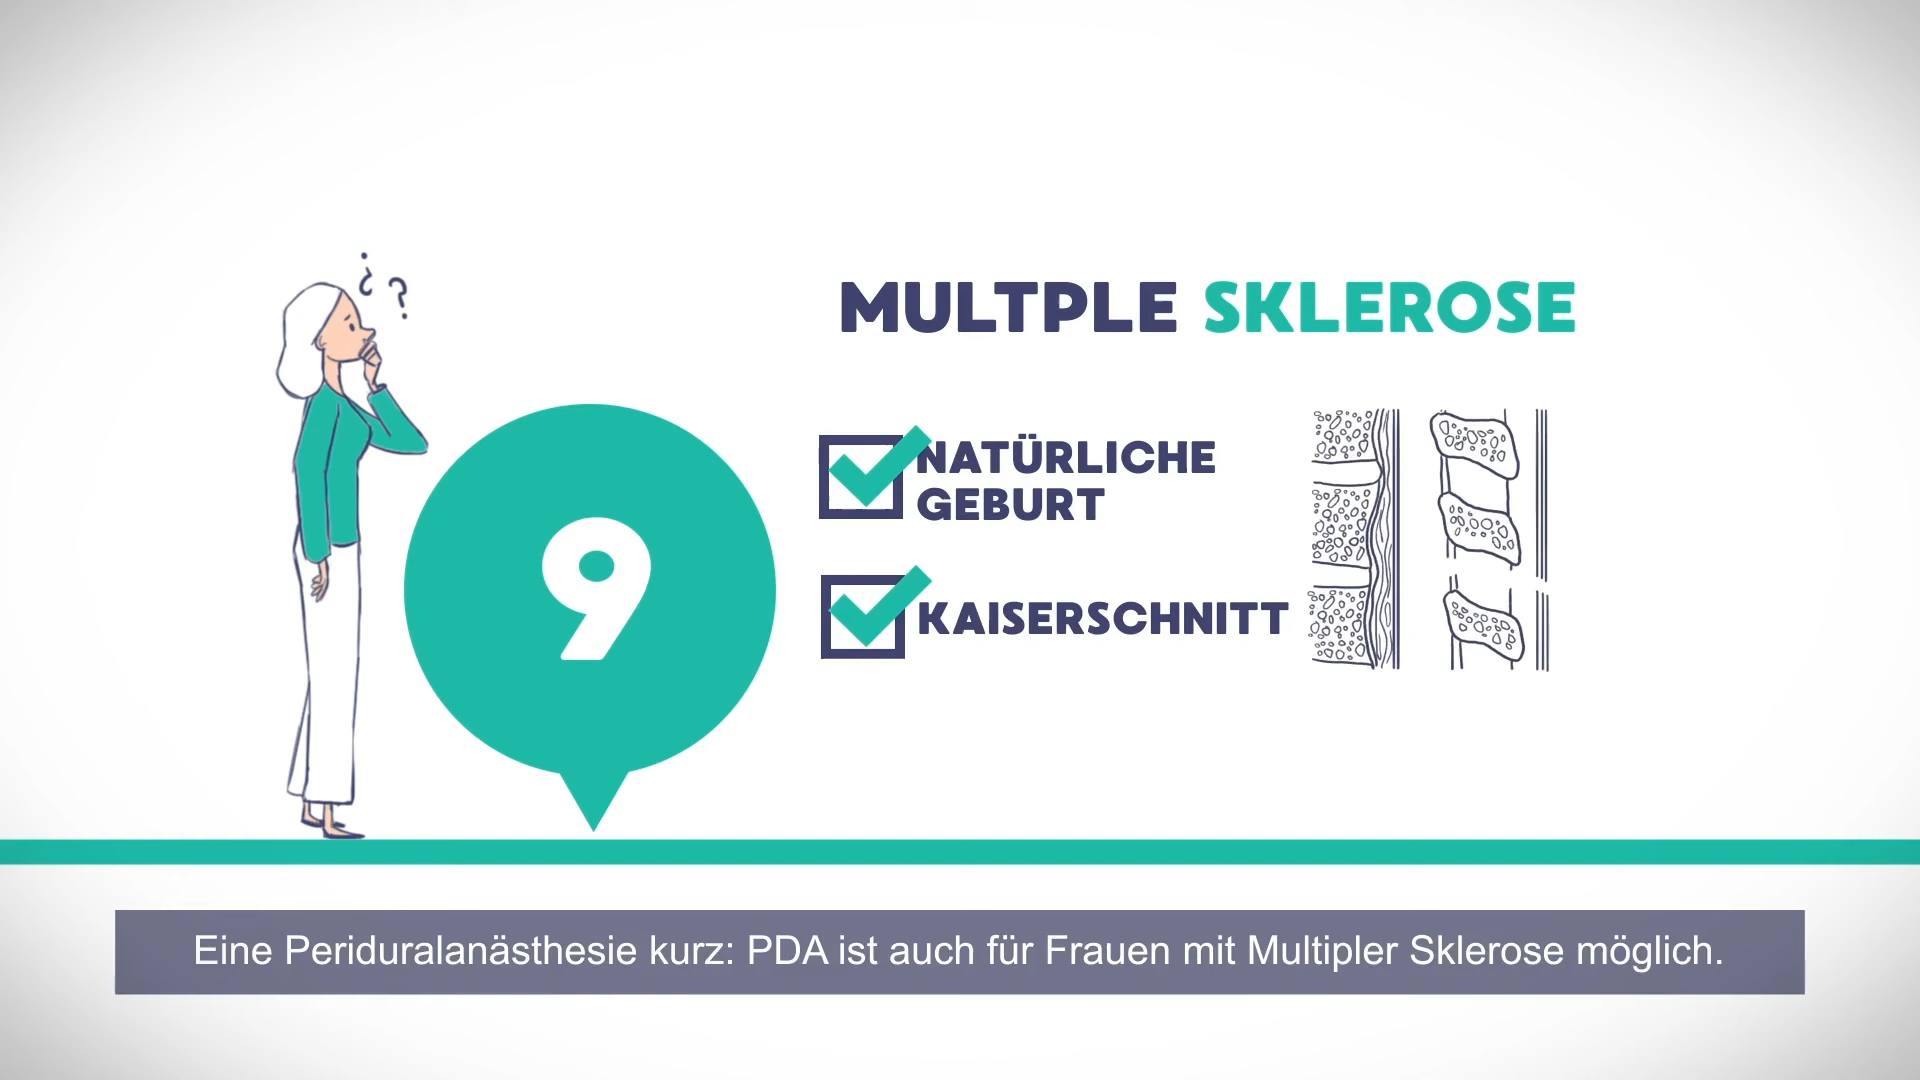 ¿ ?
MULTPLE SKLEROSE
9
NATÜRLICHE
GEBURT
KAISERSCHNITT
Eine Periduralanästhesie kurz: PDA ist auch für Frauen mit Multipler Sklerose möglich.